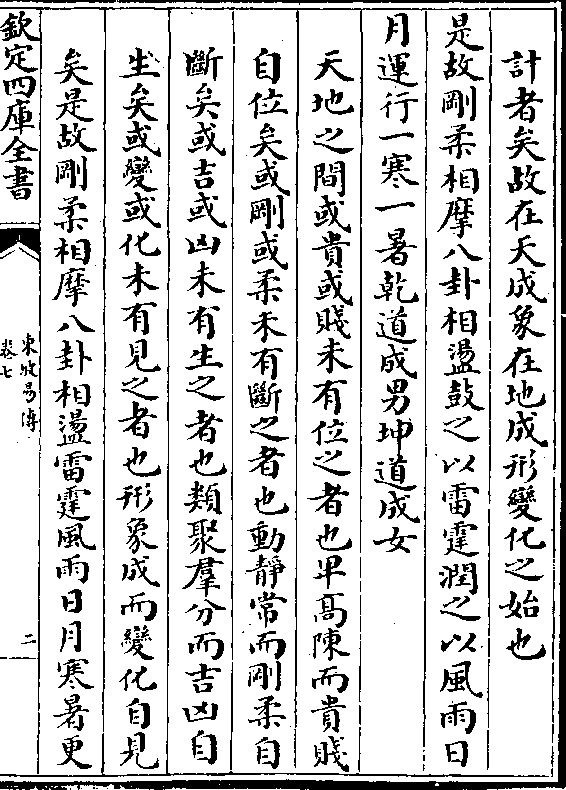 計者矣故在天成象在地成形變化之始也
是故剛柔相摩八卦相盪鼓之以雷霆潤之以風雨日
月運行一寒一暑乾道成男坤道成女
天地之間或貴或賤未有位之者也卑髙陳而貴賤
自位矣或剛或柔未有斷之者也動靜常而剛柔自
斷矣或吉或凶未有生之者也類聚羣分而吉凶自
生矣或變或化未有見之者也形象成而變化自見
矣是故剛柔相摩八卦相盪雷霆風雨日月寒暑更
欽定四庫全書
東坡易傳
卷七
二